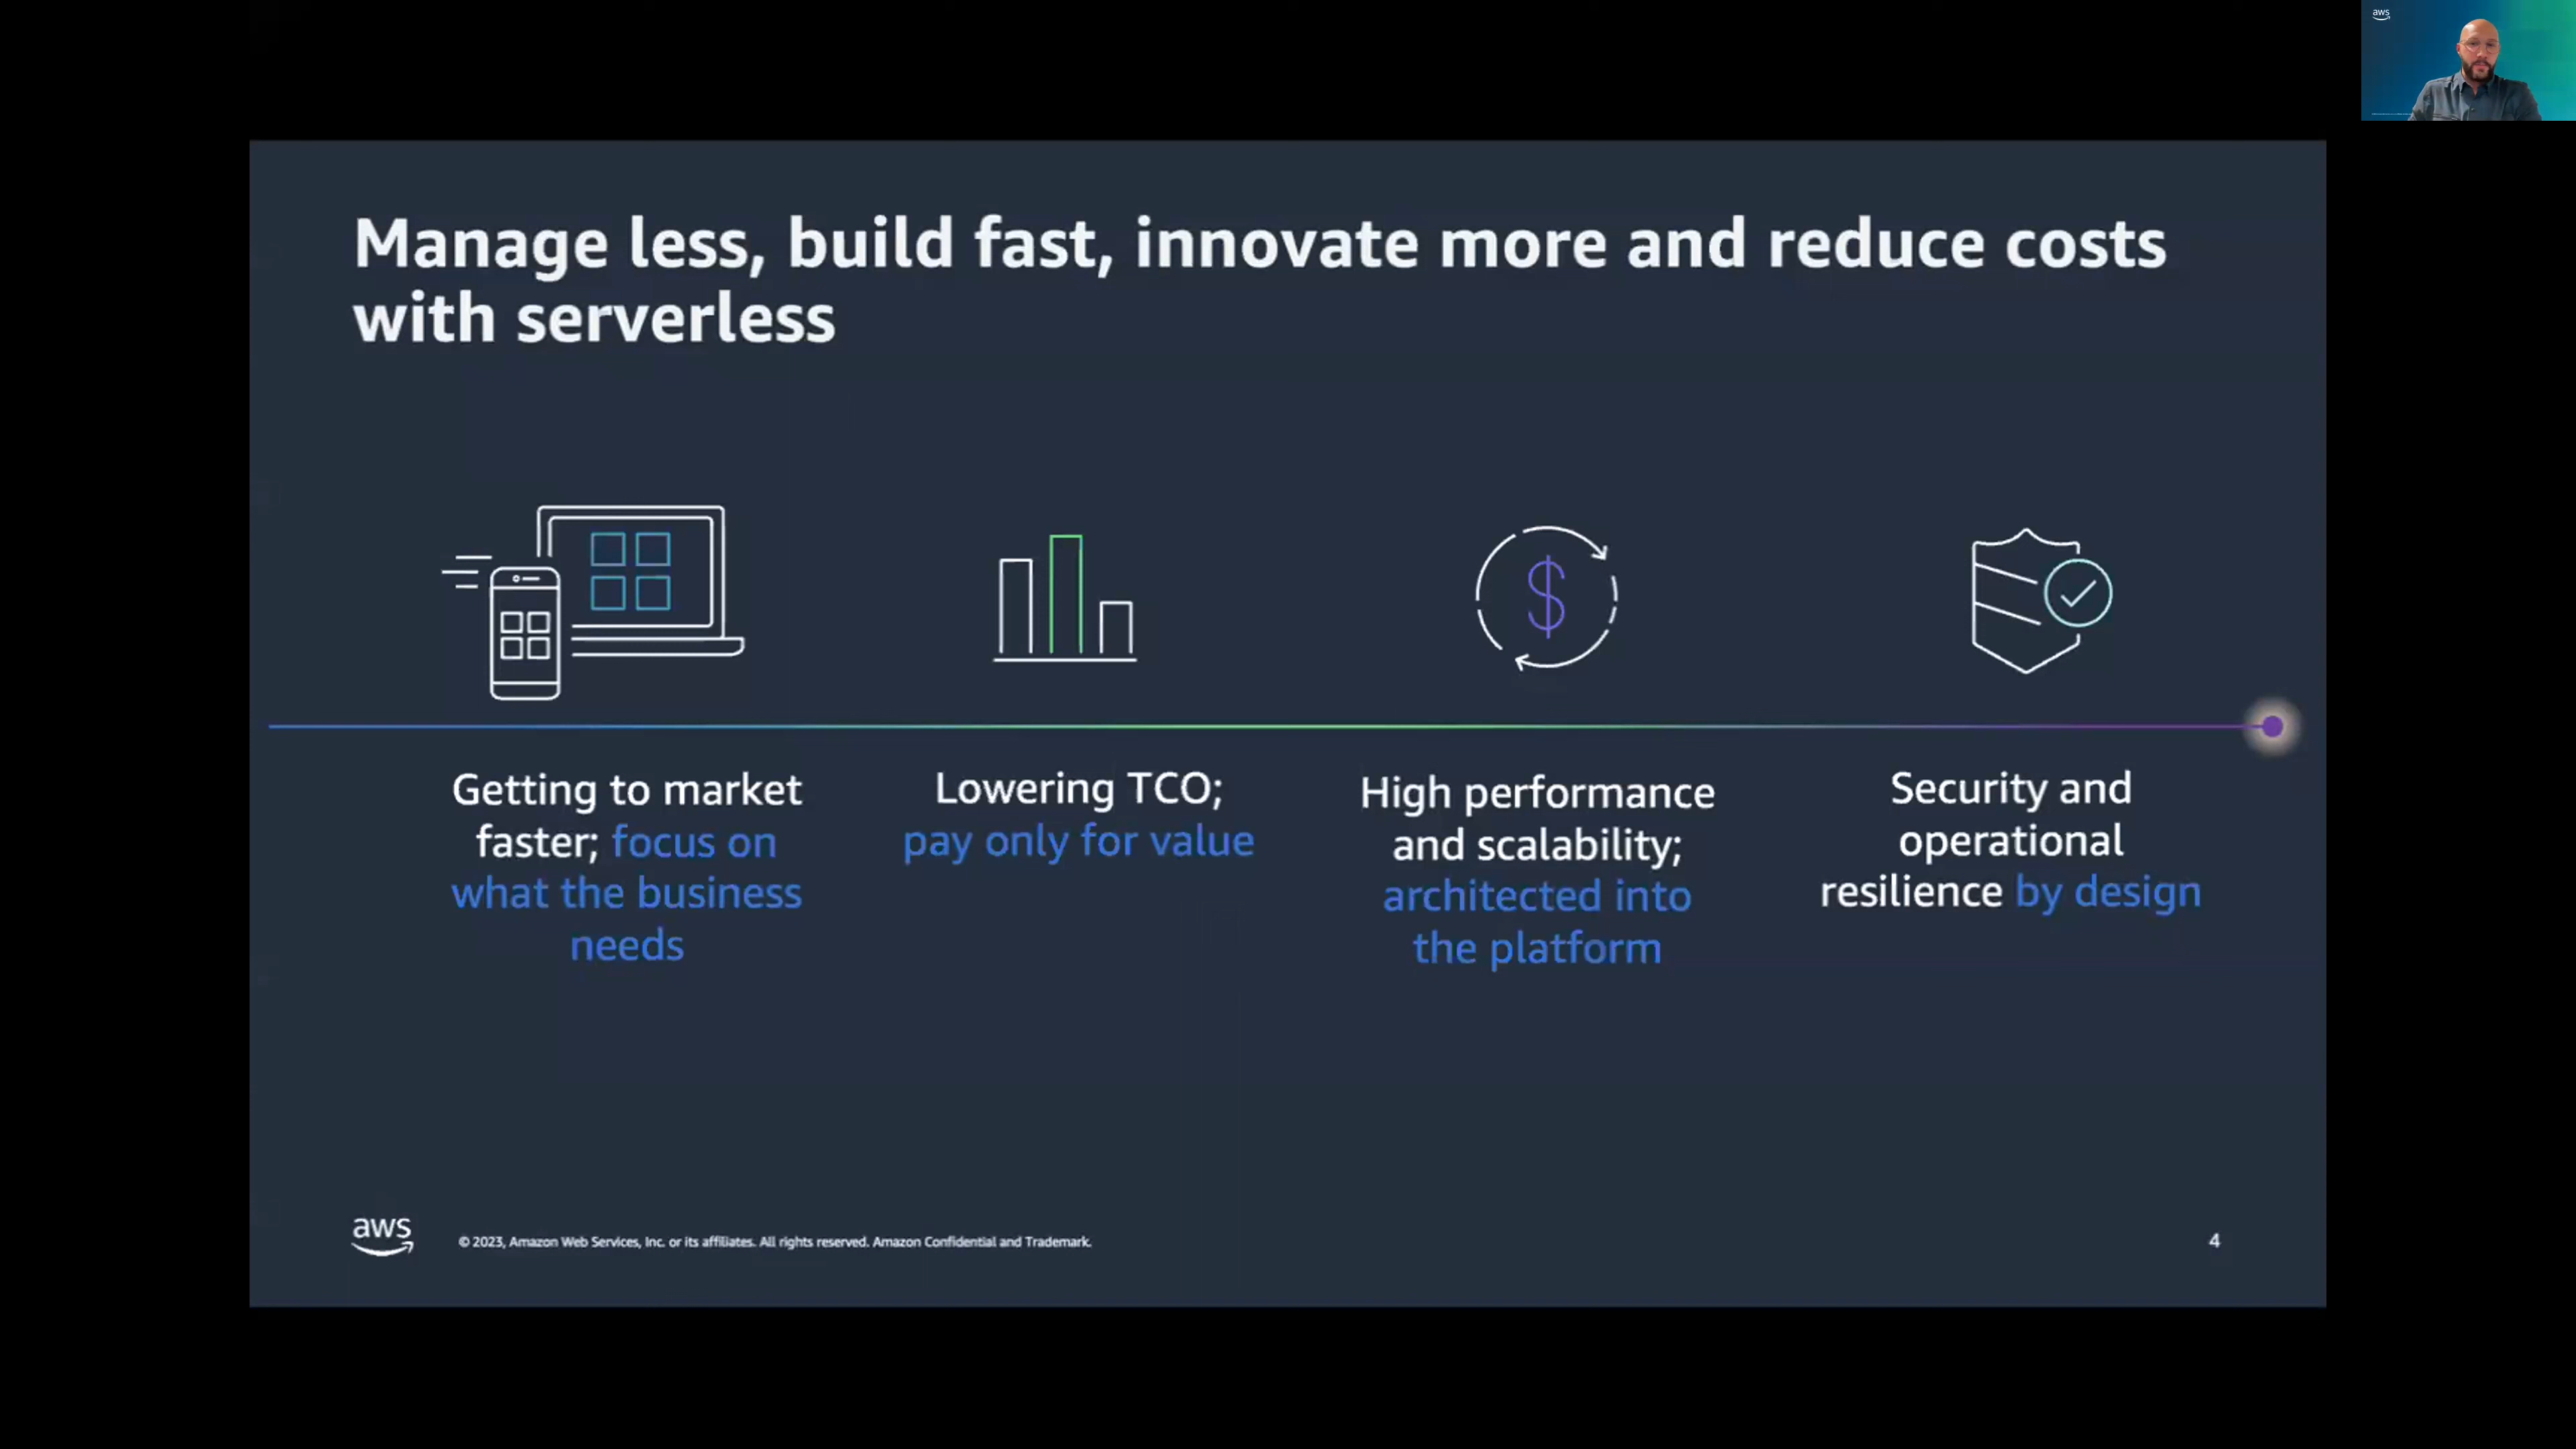 aws
Manage less, build fast, innovate more and reduce costs
with serverless
Getting to market
faster; focus on
what the business
needs
Lowering TCO;
pay only for value
High performance
and scalability;
architected into
the platform
Security and
operational
resilience by design
aws
© 2023, Amazon Web Services, Inc. or its affiliates. All rights reserved. Amazon Confidential and Trademark.
4